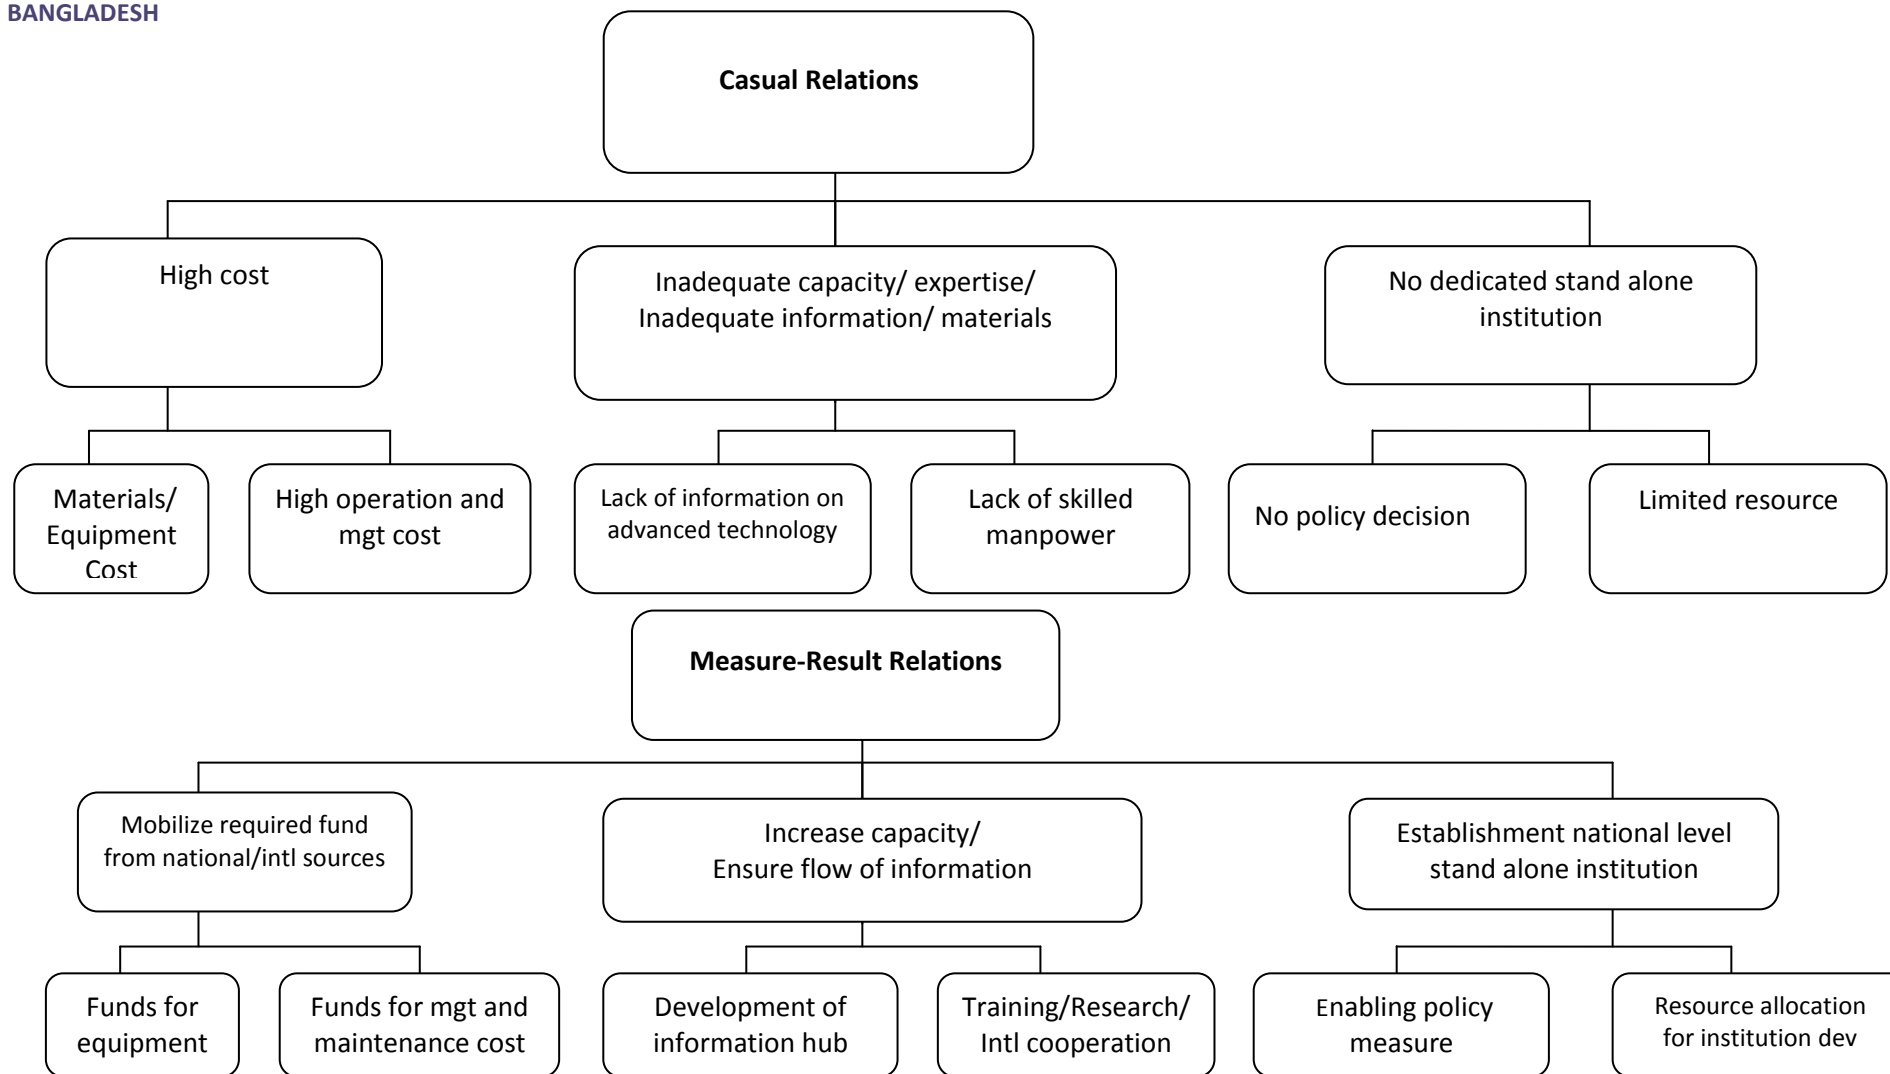 BANGLADESH
Casual Relations
High cost
Inadequate capacity/ expertise/
Inadequate information/ materials
No dedicated stand alone
institution
Materials/
Equipment
Cost
High operation and
mgt cost
Lack of information on
advanced technology
Lack of skilled
manpower
No policy decision
Limited resource
Measure-Result Relations
Mobilize required fund
from national/intl sources
Increase capacity/
Ensure flow of information
Establishment national level
stand alone institution
Funds for
equipment
Funds for mgt and
maintenance cost
Development of
information hub
Training/Research/
Intl cooperation
Enabling policy
measure
Resource allocation
for institution dev